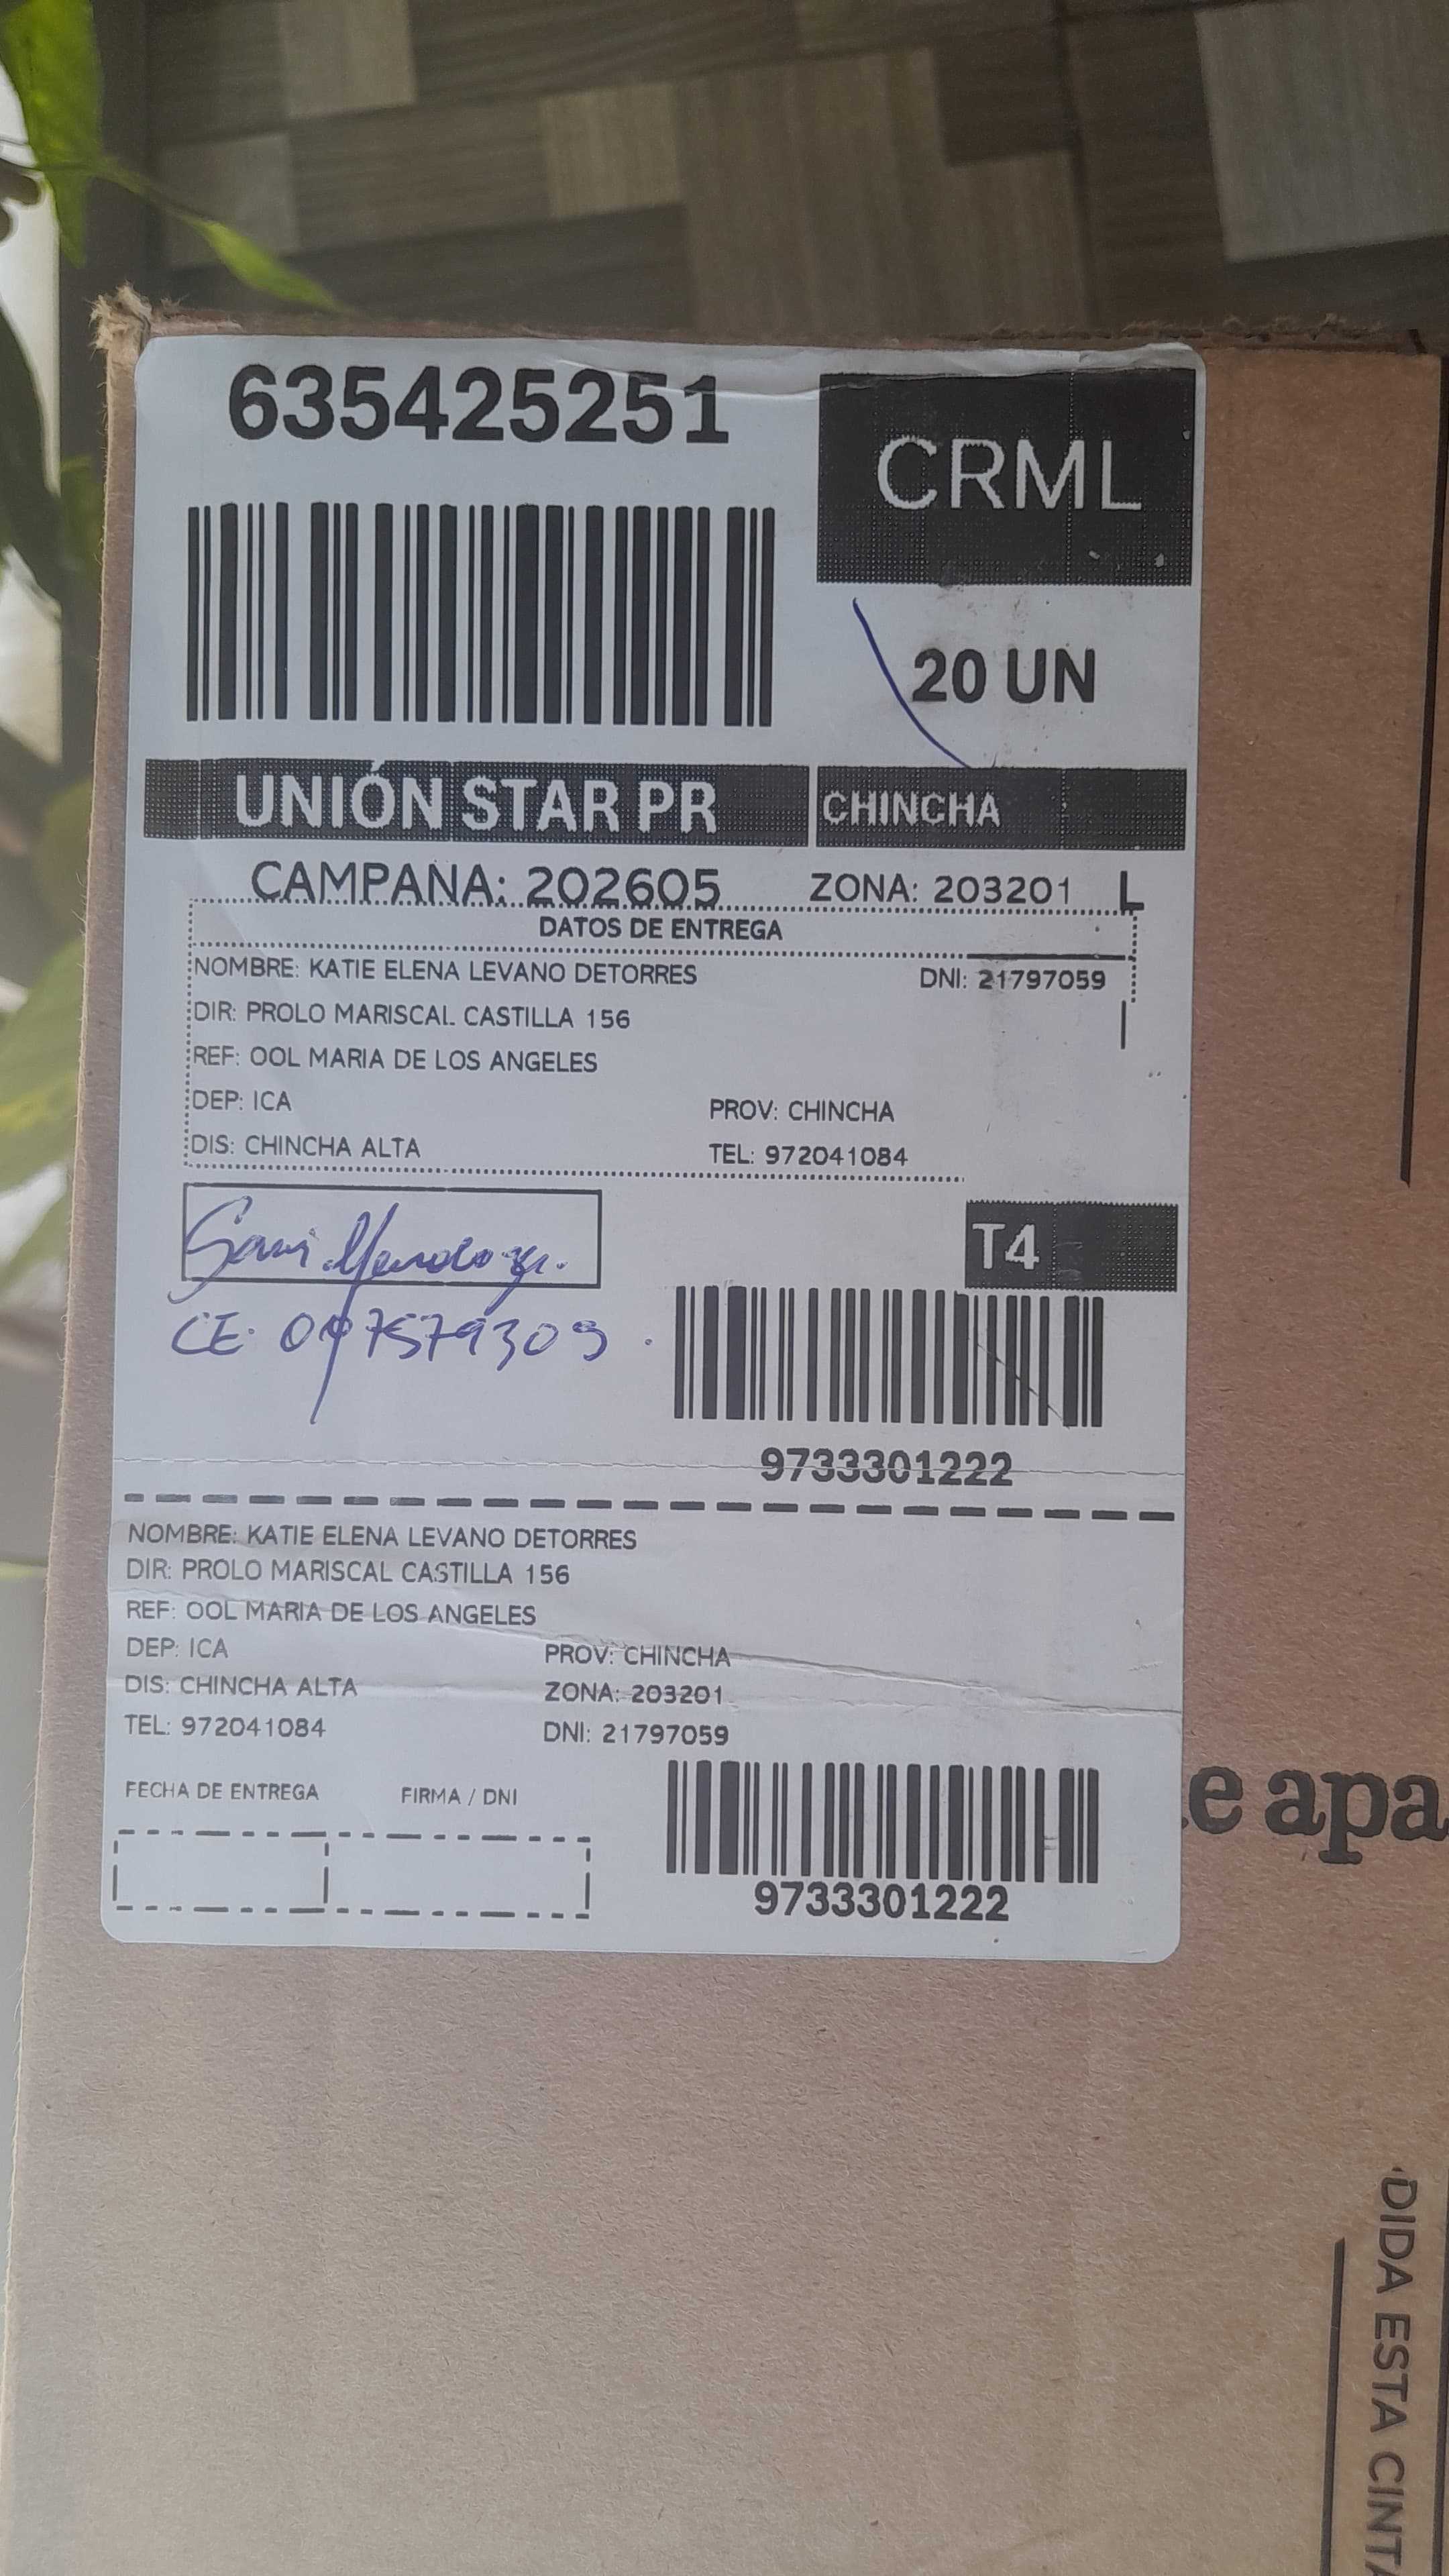 635425251
CRML
20 UN
UNIÓN STAR PR
CHINCHA
CAMPAÑA: 202605 ZONA: 203201 L
DATOS DE ENTREGA
NOMBRE: KATIE ELENA LEVANO DETORRES DNI: 21797059
DIR: PROLO MARISCAL CASTILLA 156
REF: OOL MARIA DE LOS ANGELES
DEP: ICA PROV: CHINCHA
DIS: CHINCHA ALTA TEL: 972041084
T4
Mendoza.
CE.
9733301222
NOMBRE: KATIE ELENA LEVANO DETORRES
DIR: PROLO MARISCAL CASTILLA 156
REF: OOL MARIA DE LOS ANGELES
DEP: ICA PROV: CHINCHA
DIS: CHINCHA ALTA ZONA: 203201
TEL: 972041084 DNI: 21797059
FECHA DE ENTREGA FIRMA / DNI
9733301222
e apa
DIDA ESTA CINT